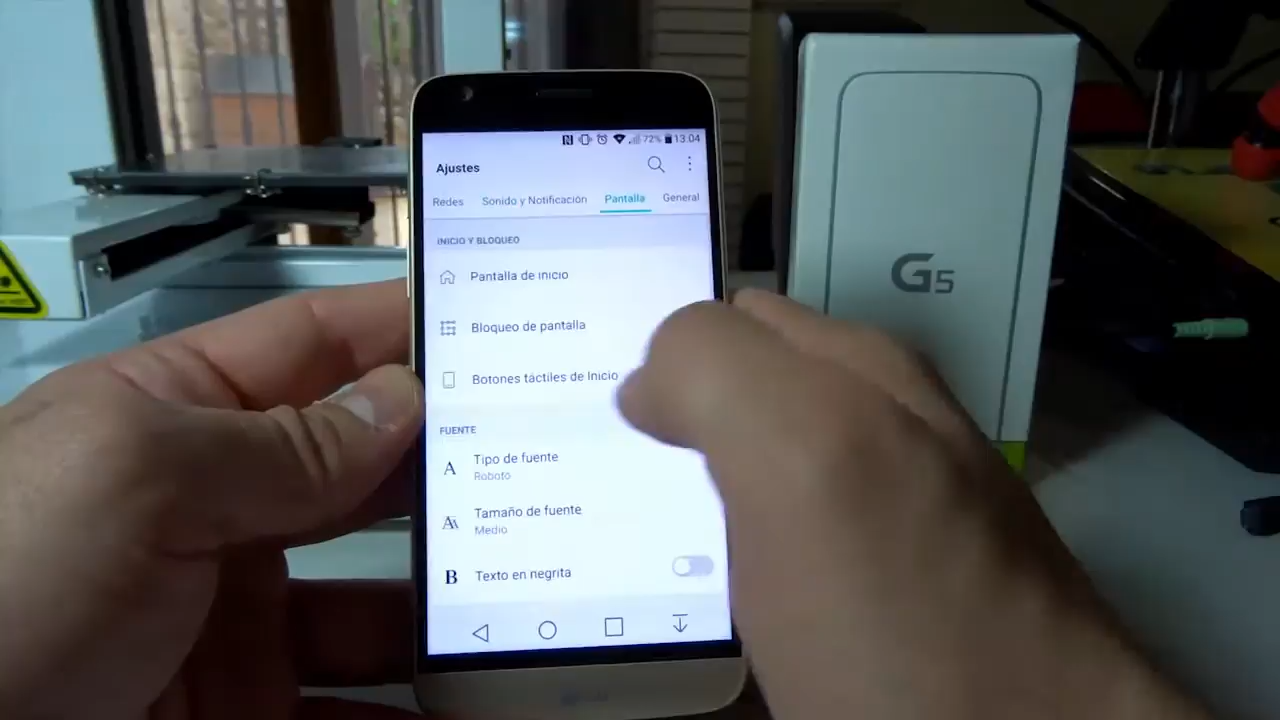 72% 13.04
Ajustes
Redes Sonido y Notificación Pantalla General
INICIO Y BLOQUEO
Pantalla de inicio
Bloqueo de pantalla
Botones táctiles de Inicio
FUENTE
A Tipo de fuente
Roboto
Tamaño de fuente
Medio
B Texto en negrita
G5